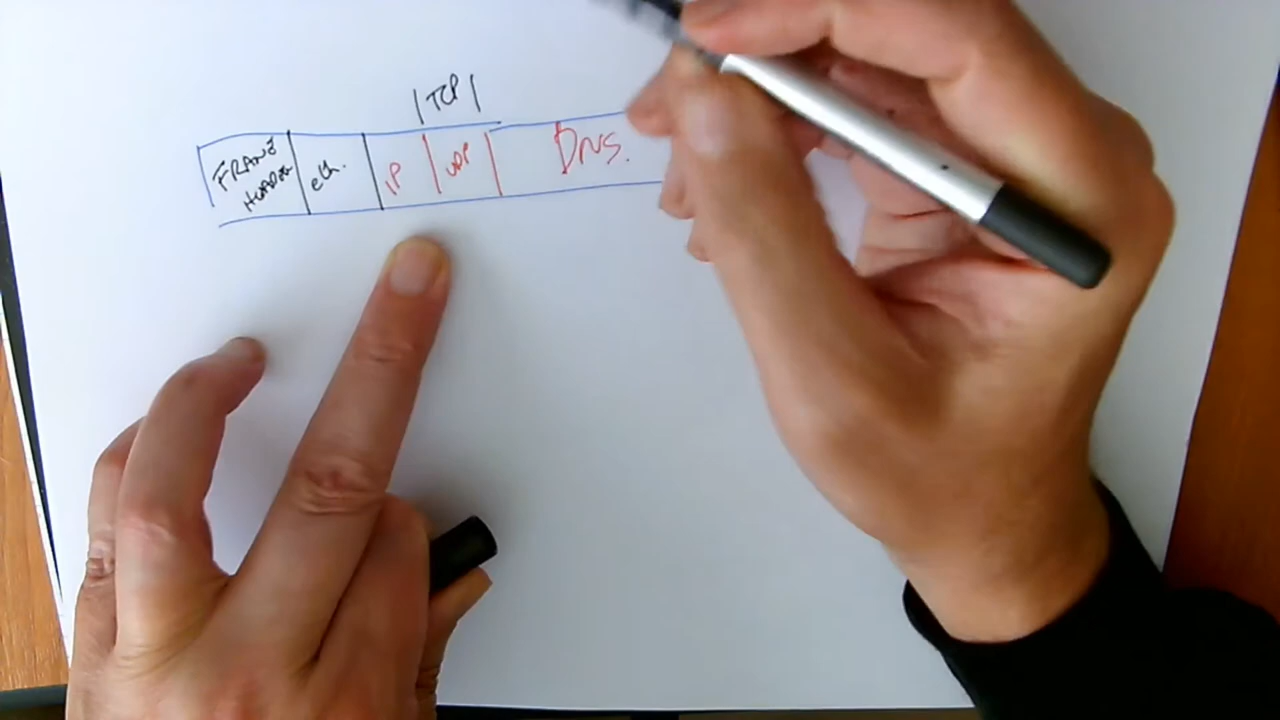 |TCP|
FRAME
HEADER
eth.
IP
UDP
DNS.